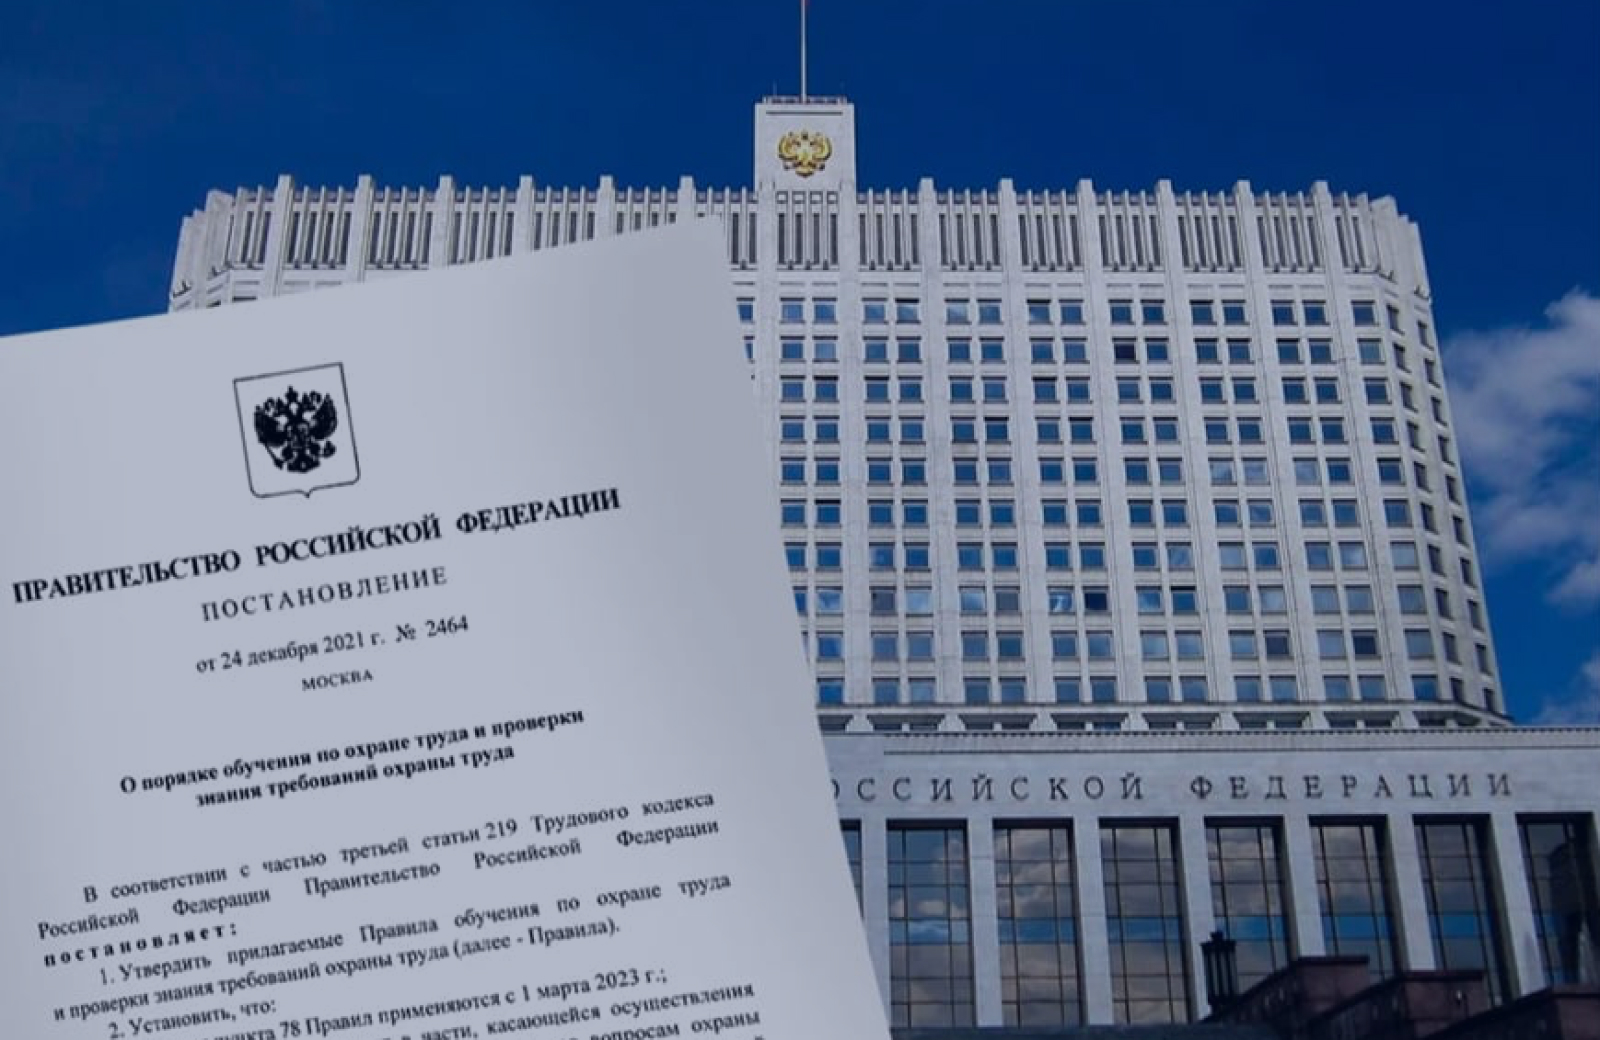 ПРАВИТЕЛЬСТВО РОССИЙСКОЙ ФЕДЕРАЦИИ
ПОСТАНОВЛЕНИЕ
от 24 декабря 2021 г. № 2464
МОСКВА
О порядке обучения по охране труда и проверки
знания требований охраны труда
В соответствии с частью третьей статьи 219 Трудового кодекса
Российской Федерации Правительство Российской Федерации
постановляет:
1. Утвердить прилагаемые Правила обучения по охране труда
и проверки знания требований охраны труда (далее - Правила).
2. Установить, что:
пункта 78 Правил применяются с 1 марта 2023 г.;
в части, касающейся осуществления
вопросам охраны
ОССИЙСКОЙ ФЕДЕРАЦИИ